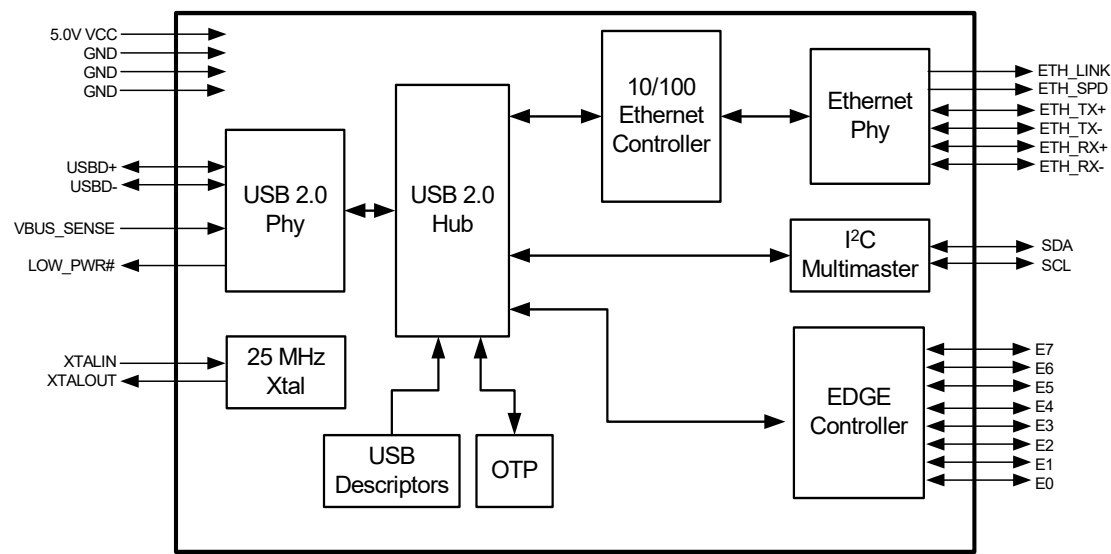 5.0V VCC
GND
GND
GND
USBD+
USBD-
VBUS_SENSE
LOW_PWR#
XTALIN
XTALOUT
USB 2.0
Phy
25 MHz
Xtal
USB 2.0
Hub
USB
Descriptors
OTP
10/100
Ethernet
Controller
Ethernet
Phy
I²C
Multimaster
EDGE
Controller
ETH_LINK
ETH_SPD
ETH_TX+
ETH_TX-
ETH_RX+
ETH_RX-
SDA
SCL
E7
E6
E5
E4
E3
E2
E1
E0